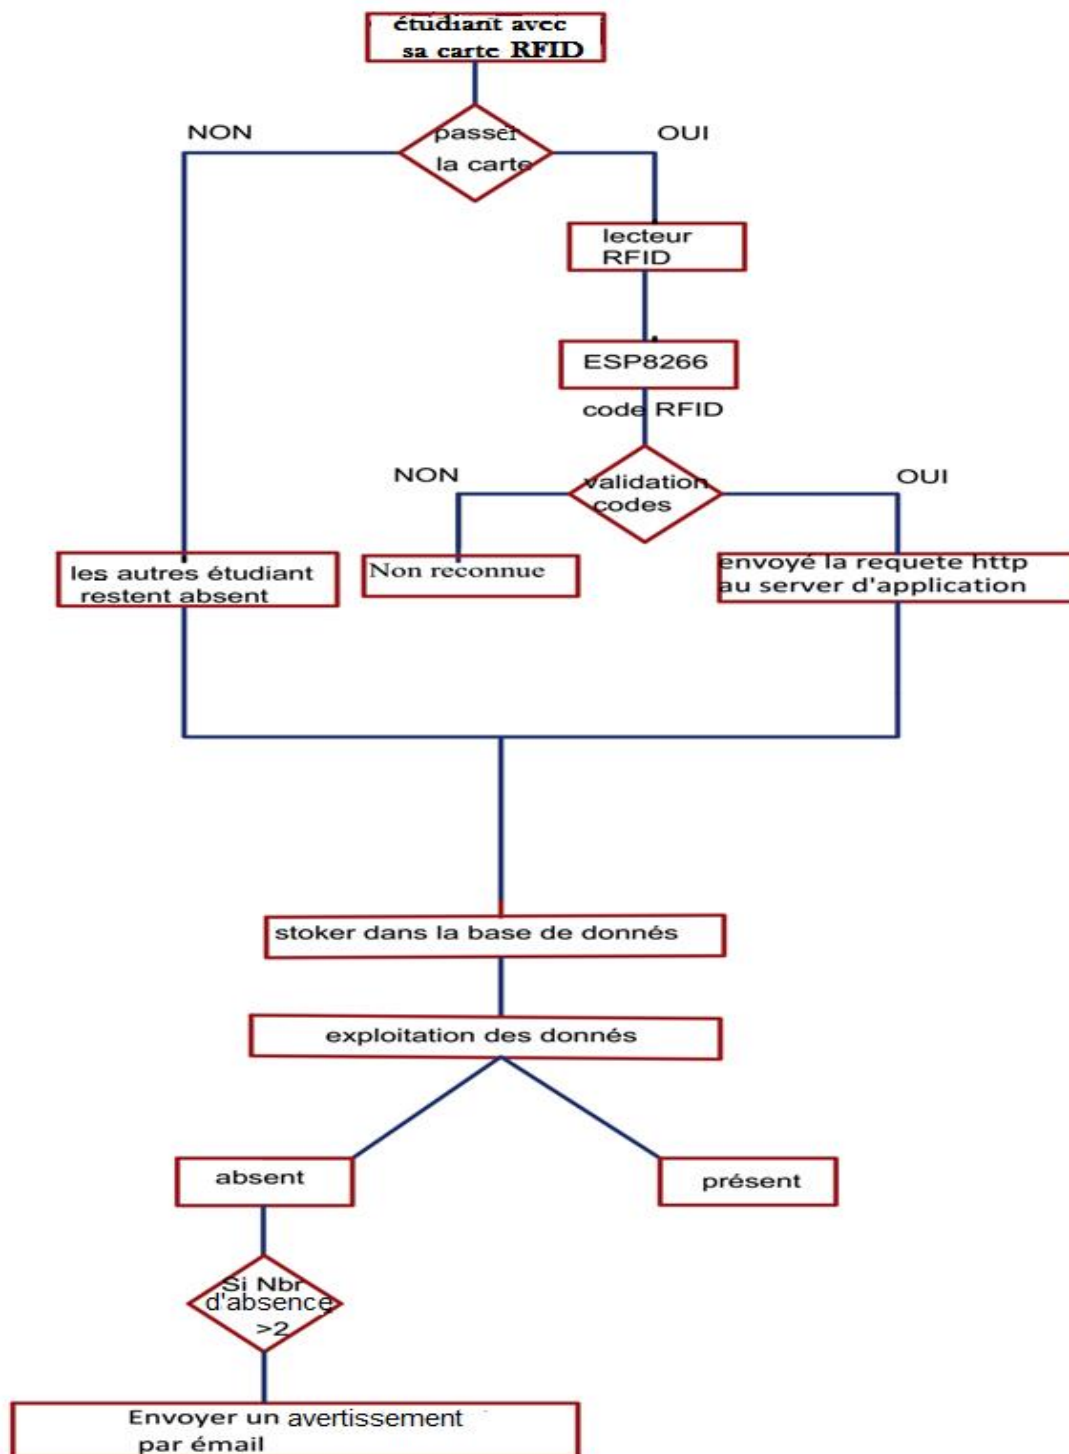 étudiant avec
sa carte RFID
NON
passer
la carte
OUI
lecteur
RFID
ESP8266
code RFID
NON
validation
codes
OUI
les autres étudiant
restent absent
Non reconnue
envoyé la requete http
au server d'application
stoker dans la base de donnés
exploitation des donnés
absent
présent
Si Nbr
d'absence
>2
Envoyer un avertissement
par émail